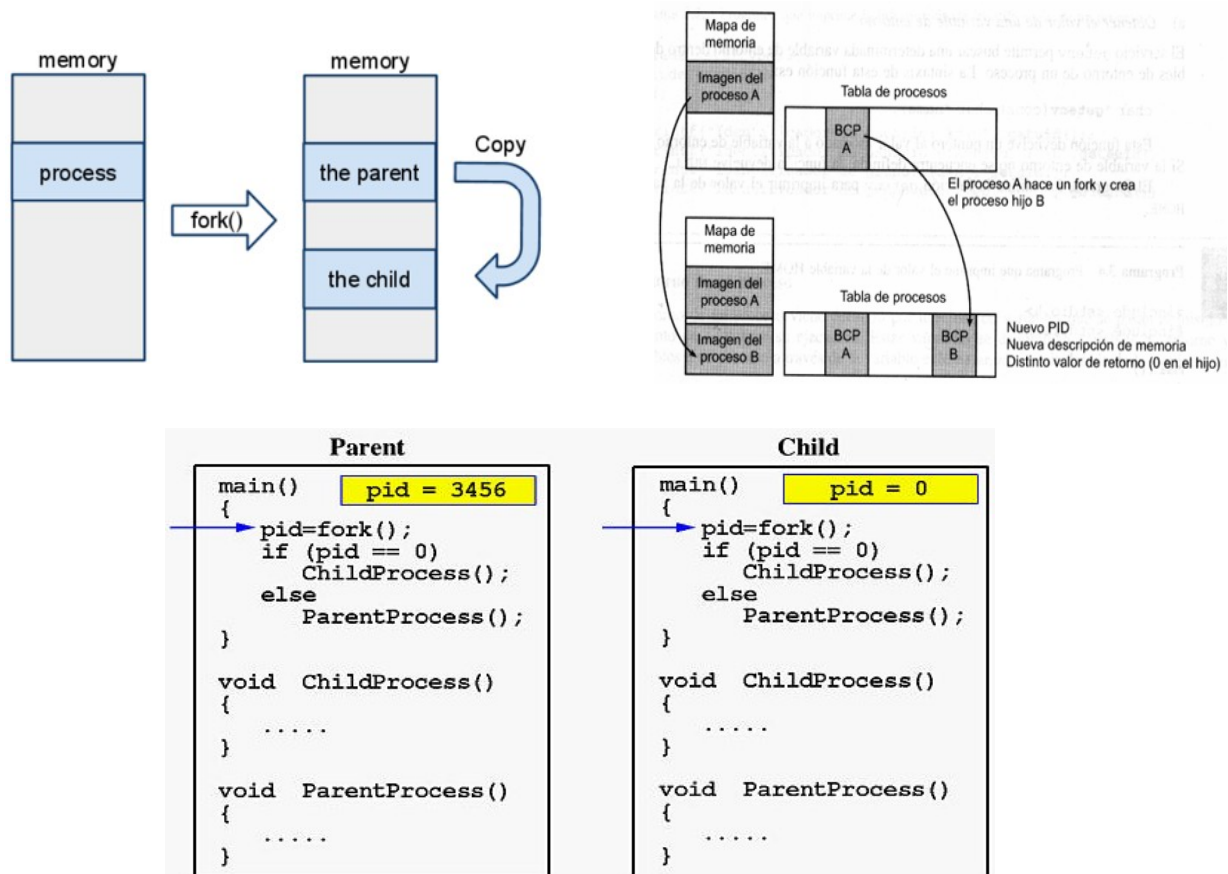 memory
process
fork()
memory
the parent
the child
Copy
Mapa de
memoria
Imagen del
proceso A
Tabla de procesos
BCP
A
El proceso A hace un fork y crea
el proceso hijo B
Mapa de
memoria
Imagen del
proceso A
Imagen del
proceso B
Tabla de procesos
BCP
A
BCP
B
Nuevo PID
Nueva descripción de memoria
Distinto valor de retorno (0 en el hijo)
Parent
main()
pid = 3456
{
pid=fork();
if (pid == 0)
ChildProcess();
else
ParentProcess();
}
void ChildProcess()
{
.....
}
void ParentProcess()
{
.....
}
Child
main()
pid = 0
{
pid=fork();
if (pid == 0)
ChildProcess();
else
ParentProcess();
}
void ChildProcess()
{
.....
}
void ParentProcess()
{
.....
}